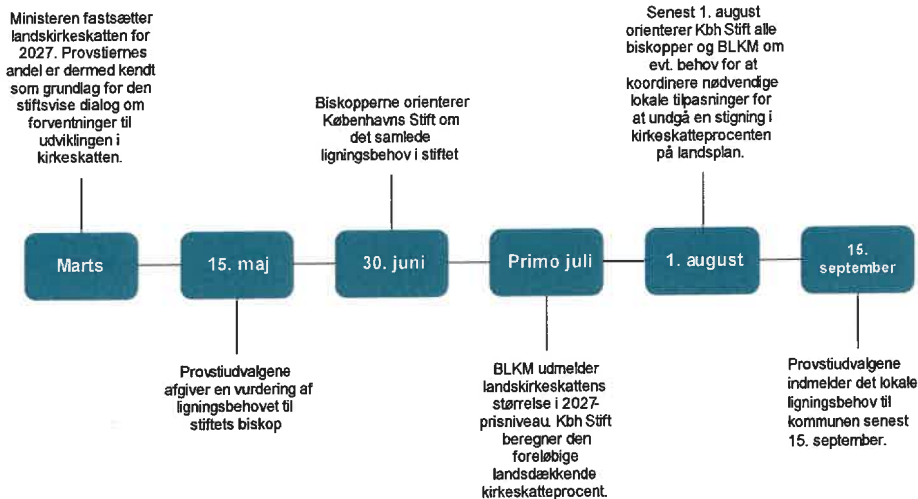 Ministeren fastsætter
landskirkeskatten for
2027. Provstiernes
andel er dermed kendt
som grundlag for den
stiftsvise dialog om
forventninger til
udviklingen i
kirkeskatten.
Marts
15. maj
Provstiudvalgene
afgiver en vurdering af
ligningsbehovet til
stiftets biskop
Biskopperne orienterer
Københavns Stift om
det samlede
ligningsbehov i stiftet
30. juni
Primo juli
BLKM udmelder
landskirkeskattens
størrelse i 2027-
prisniveau. Kbh Stift
beregner den
foreløbige
landsdækkende
kirkeskatteprocent.
Senest 1. august
orienterer Kbh Stift alle
biskopper og BLKM om
evt. behov for at
koordinere nødvendige
lokale tilpasninger for
at undgå en stigning i
kirkeskatteprocenten
på landsplan.
1. august
15.
september
Provstiudvalgene
indmelder det lokale
ligningsbehov til
kommunen senest
15. september.